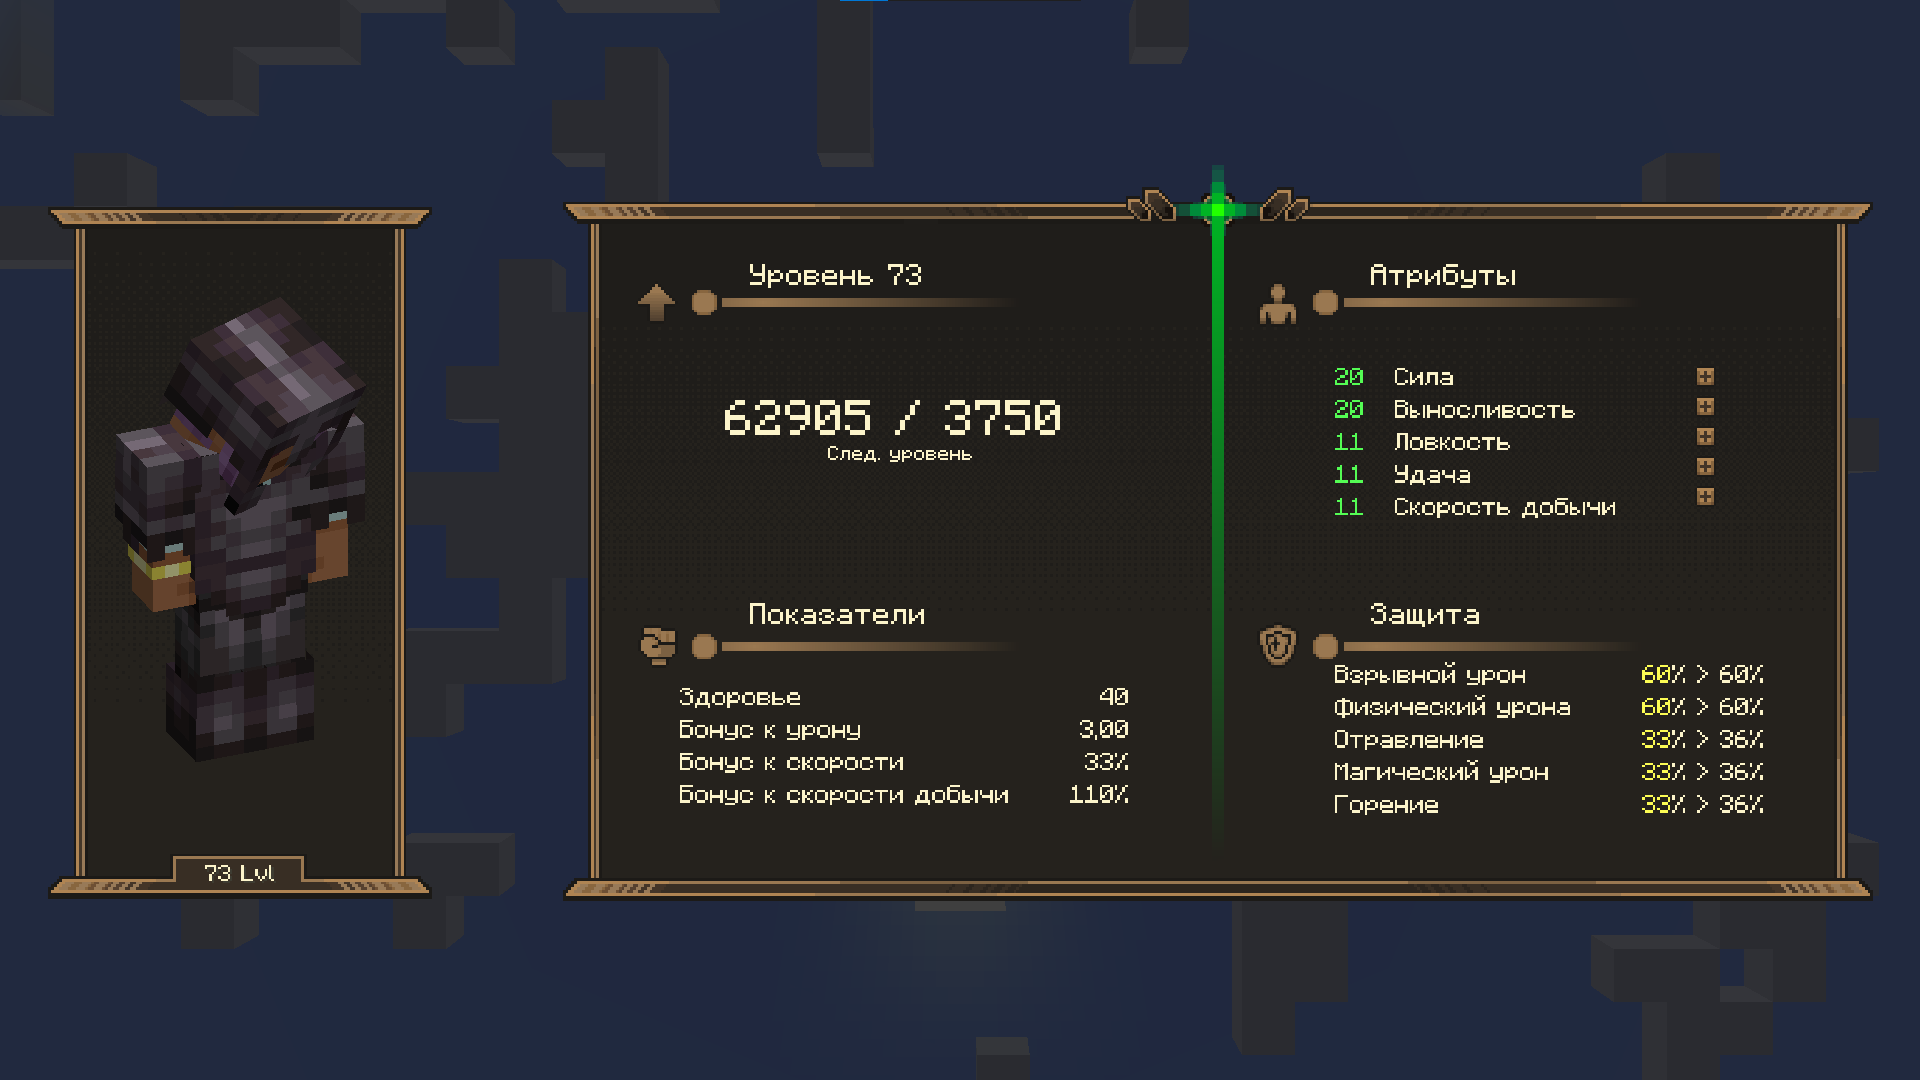 Уровень 73
62905 / 3750
След. уровень
Показатели
Здоровье 40
Бонус к урону 3,00
Бонус к скорости 33%
Бонус к скорости добычи 110%
Атрибуты
20 Сила
20 Выносливость
11 Ловкость
11 Удача
11 Скорость добычи
Защита
Взрывной урон 60% > 60%
Физический урона 60% > 60%
Отравление 33% > 36%
Магический урон 33% > 36%
Горение 33% > 36%
73 Lvl